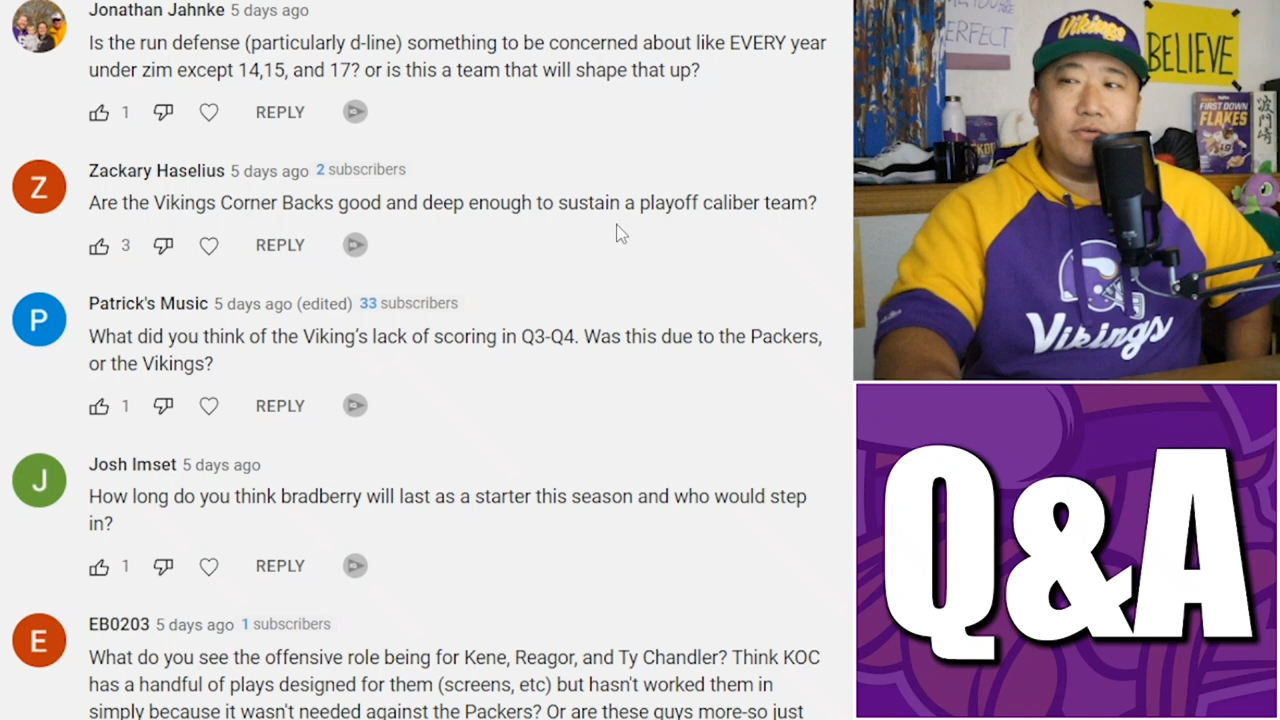 Jonathan Jahnke 5 days ago
Is the run defense (particularly d-line) something to be concerned about like EVERY year
under zim except 14,15, and 17? or is this a team that will shape that up?
1 REPLY
Zackary Haselius 5 days ago 2 subscribers
Are the Vikings Corner Backs good and deep enough to sustain a playoff caliber team?
3 REPLY
Patrick's Music 5 days ago (edited) 33 subscribers
What did you think of the Viking's lack of scoring in Q3-Q4. Was this due to the Packers,
or the Vikings?
1 REPLY
Josh Imset 5 days ago
How long do you think bradberry will last as a starter this season and who would step
in?
1 REPLY
EB0203 5 days ago 1 subscribers
What do you see the offensive role being for Kene, Reagor, and Ty Chandler? Think KOC
has a handful of plays designed for them (screens, etc) but hasn't worked them in
simply because it wasn't needed against the Packers? Or are these guys more-so just
Z
P
J
E
Vikings
BELIEVE
FIRST DOWN
FLAKES
波
門
崎
Vikings
Q&A